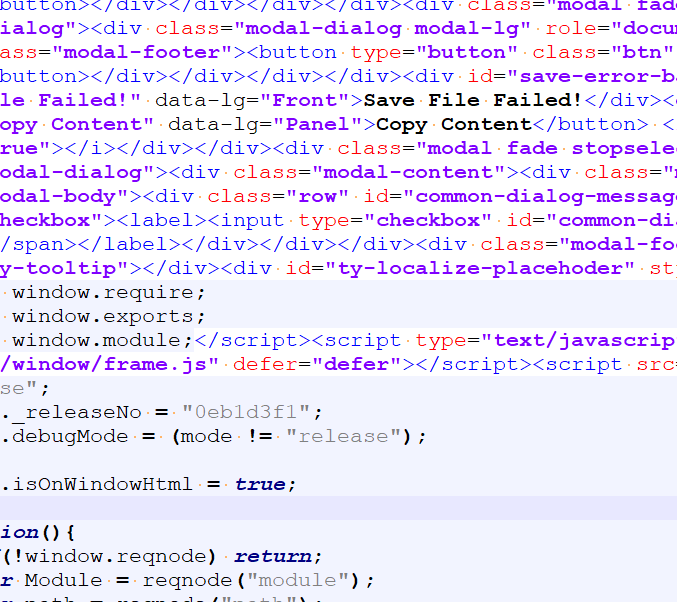 button></div></div></div></div><div class="modal fade
ialog"><div class="modal-dialog modal-lg" role="docu
ass="modal-footer"><button type="button" class="btn"
button></div></div></div></div><div id="save-error-ba
le Failed!" data-lg="Front">Save File Failed!</div><
opy Content" data-lg="Panel">Copy Content</button> <
rue"></i></div></div><div class="modal fade stopsele
odal-dialog"><div class="modal-content"><div class="
odal-body"><div class="row" id="common-dialog-messag
heckbox"><label><input type="checkbox" id="common-di
/span></label></div></div></div><div class="modal-fo
y-tooltip"></div><div id="ty-localize-placehoder" st
window.require;
window.exports;
window.module;</script><script type="text/javascrip
/window/frame.js" defer="defer"></script><script src=
se";
._releaseNo = "0eb1d3f1";
.debugMode = (mode != "release");
.isOnWindowHtml = true;
ion(){
(!window.reqnode) return;
r Module = reqnode("module");
r path = reqnode("path");